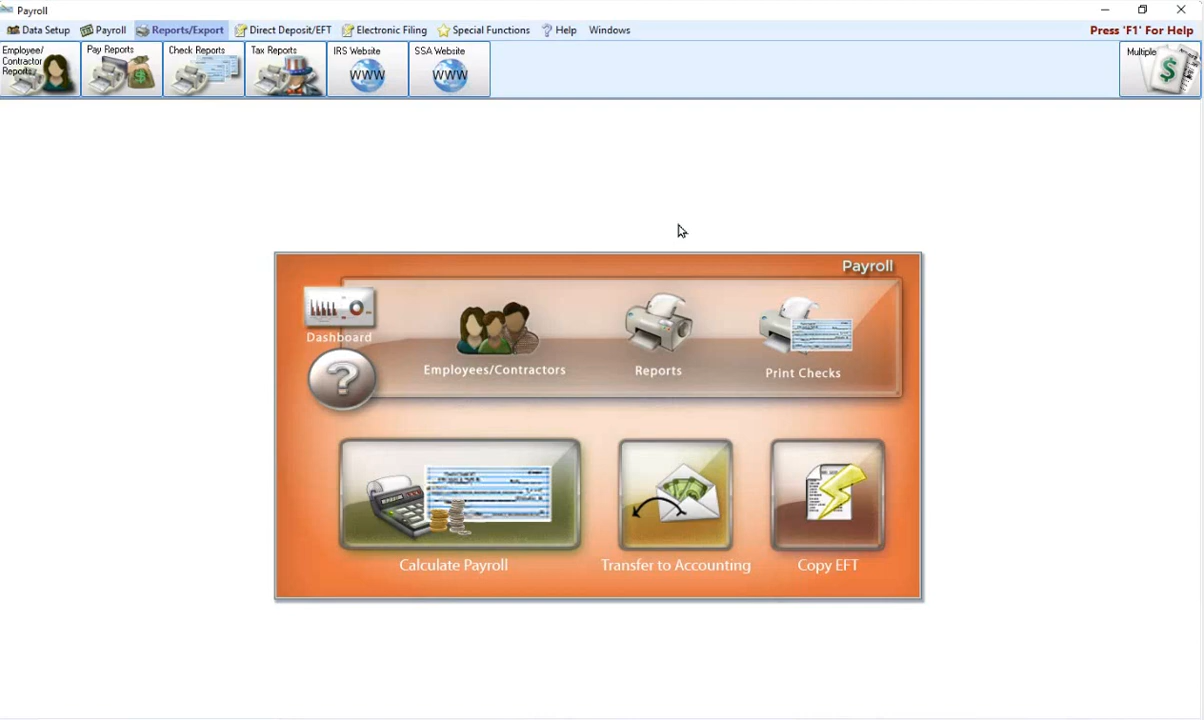 Payroll
Data Setup Payroll Reports/Export Direct Deposit/EFT Electronic Filing Special Functions Help Windows Press 'F1' For Help
Employee/
Contractor
Reports
Pay Reports
Check Reports
Tax Reports
IRS Website
WWW
SSA Website
WWW
Multiple
Payroll
Dashboard
?
Employees/Contractors
Reports
Print Checks
Calculate Payroll
Transfer to Accounting
Copy EFT